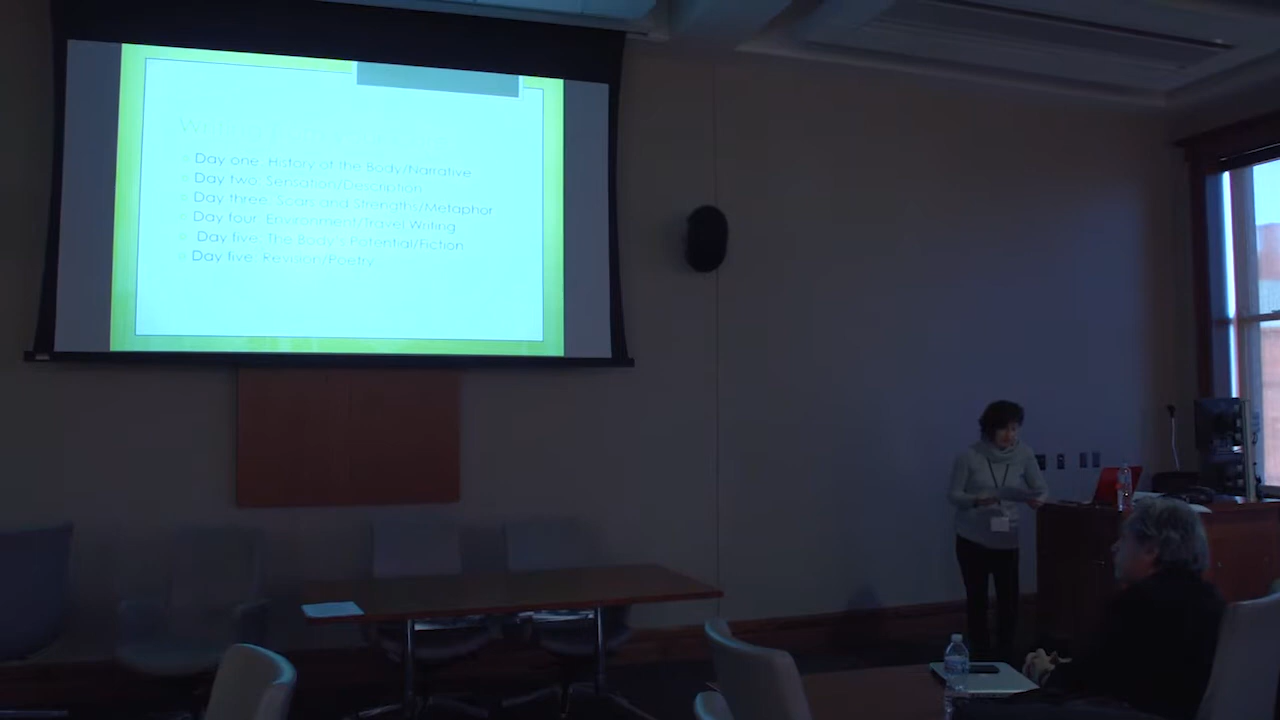 Writing
Day one: History of the Body/Narrative
Day two: Sensation/Description
Day three: Scars and Strengths/Metaphor
Day four: Environment/Travel Writing
Day five: The Body's Potential/Fiction
Day five: Revision/Poetry